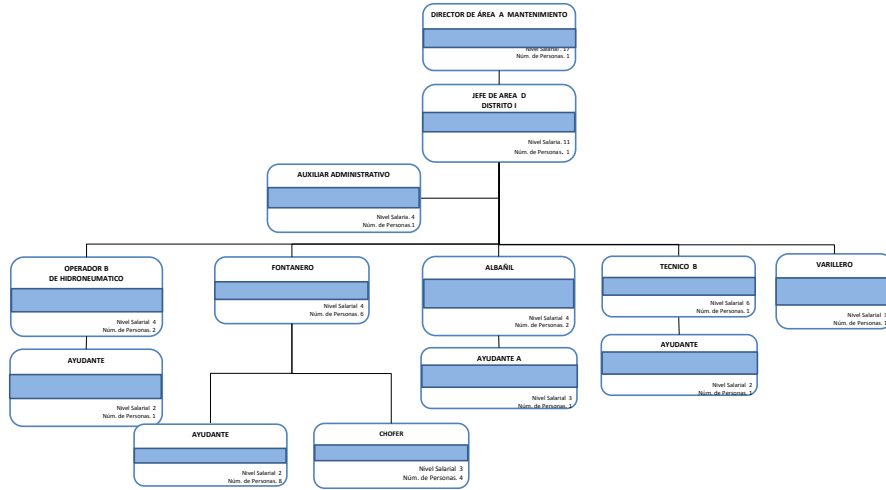 DIRECTOR DE ÁREA A MANTENIMIENTO
Nivel Salarial. 17
Núm. de Personas. 1
JEFE DE AREA D
DISTRITO I
Nivel Salaria. 11
Núm. de Personas.. 1
AUXILIAR ADMINISTRATIVO
Nivel Salaria. 4
Núm. de Personas.1
OPERADOR B
DE HIDRONEUMATICO
Nivel Salarial 4
Núm. de Personas. 2
FONTANERO
Nivel Salarial 4
Núm. de Personas. 6
ALBAÑIL
Nivel Salarial 4
Núm. de Personas. 2
TECNICO B
Nivel Salarial 6
Núm. de Personas. 1
VARILLERO
Nivel Salarial
Núm. de Personas.
AYUDANTE
Nivel Salarial 2
Núm. de Personas. 1
AYUDANTE A
Nivel Salarial 3
Núm. de Personas. 1
AYUDANTE
Nivel Salarial 2
Núm. de Personas. 1
AYUDANTE
Nivel Salarial 2
Núm. de Personas. 8
CHOFER
Nivel Salarial 3
Núm. de Personas. 4